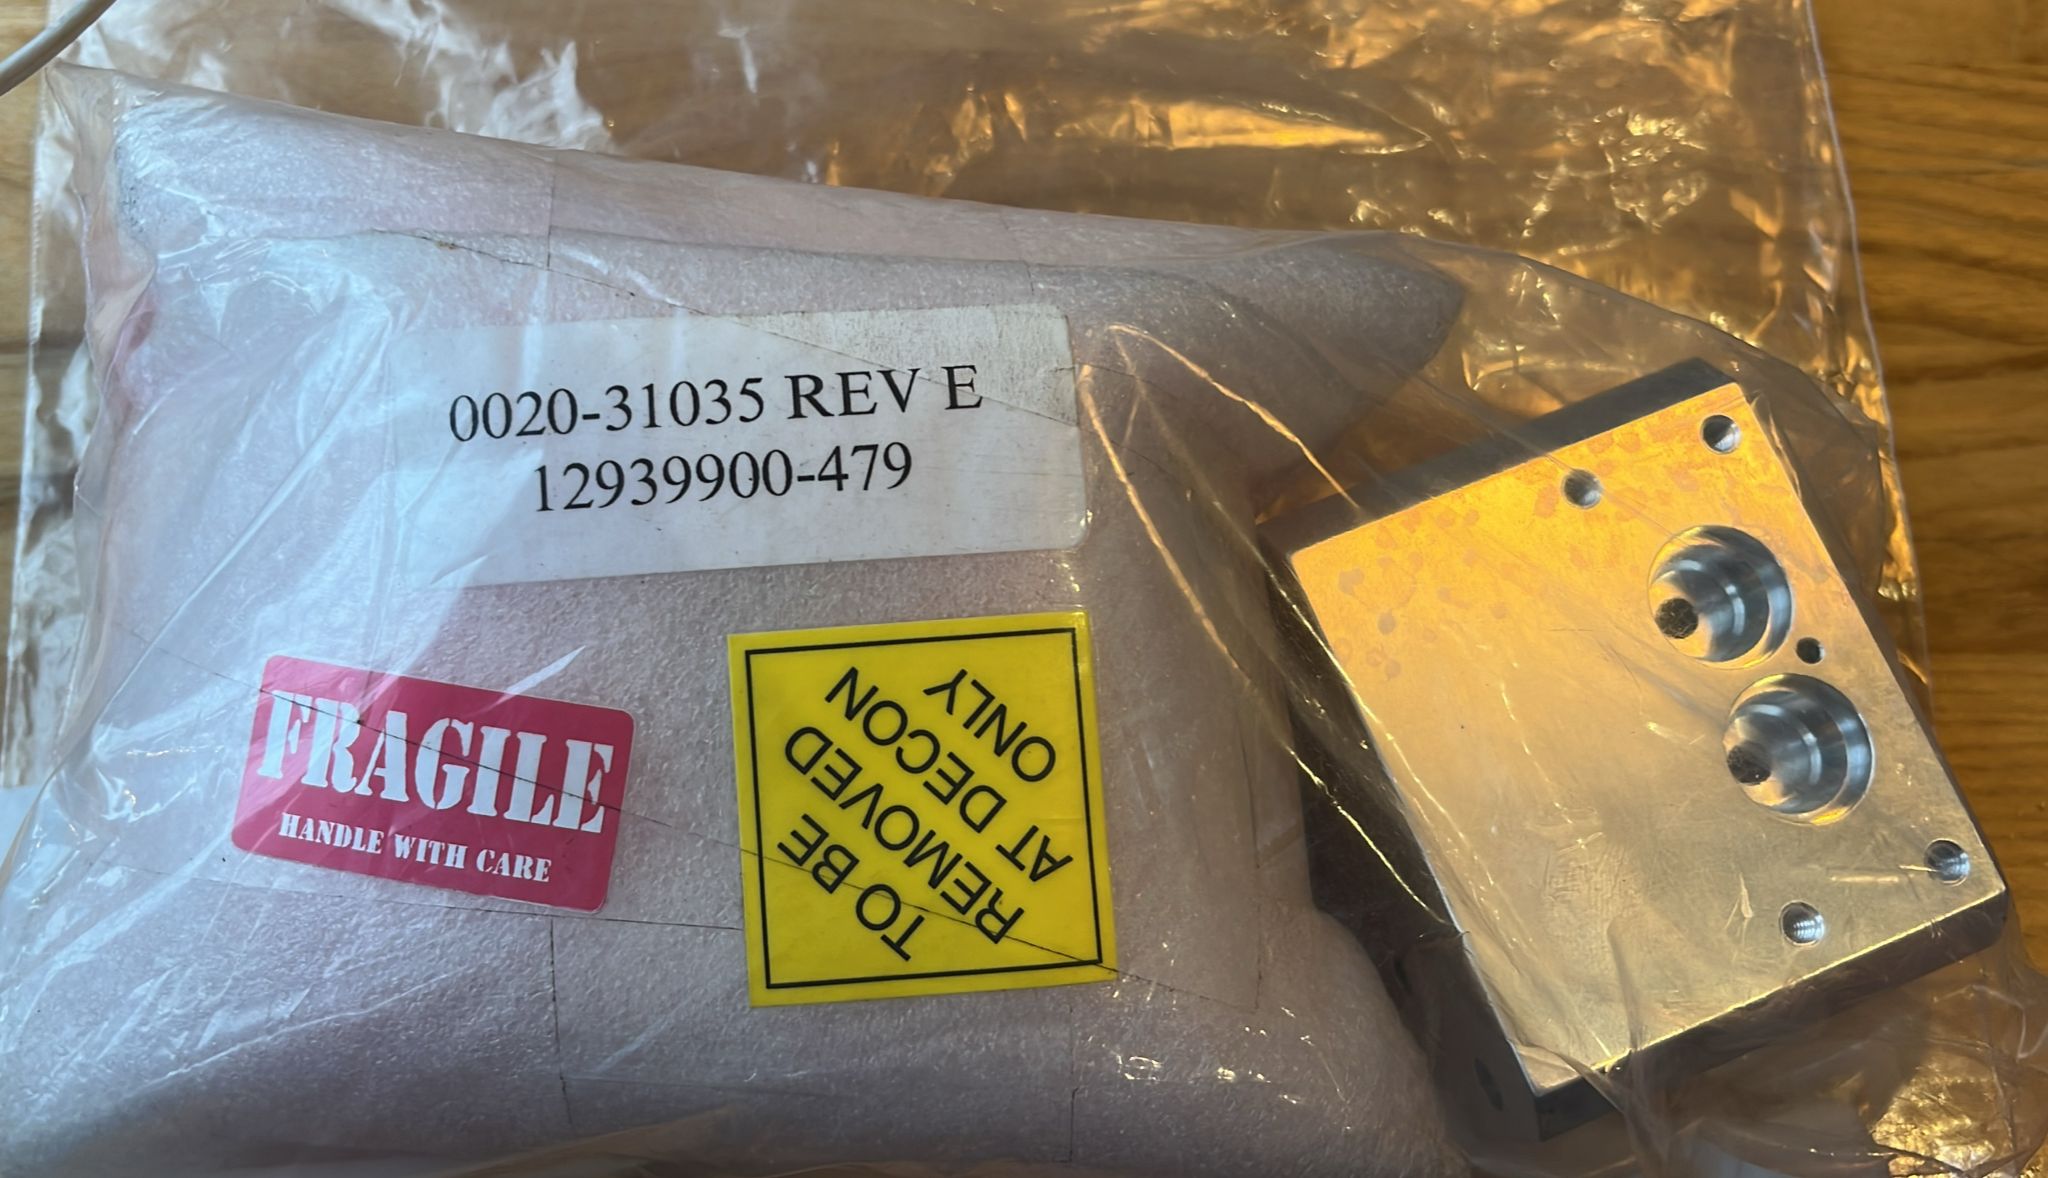 0020-31035 REV E
12939900-479
FRAGILE
HANDLE WITH CARE
TO BE
REMOVED
AT DECON
ONLY